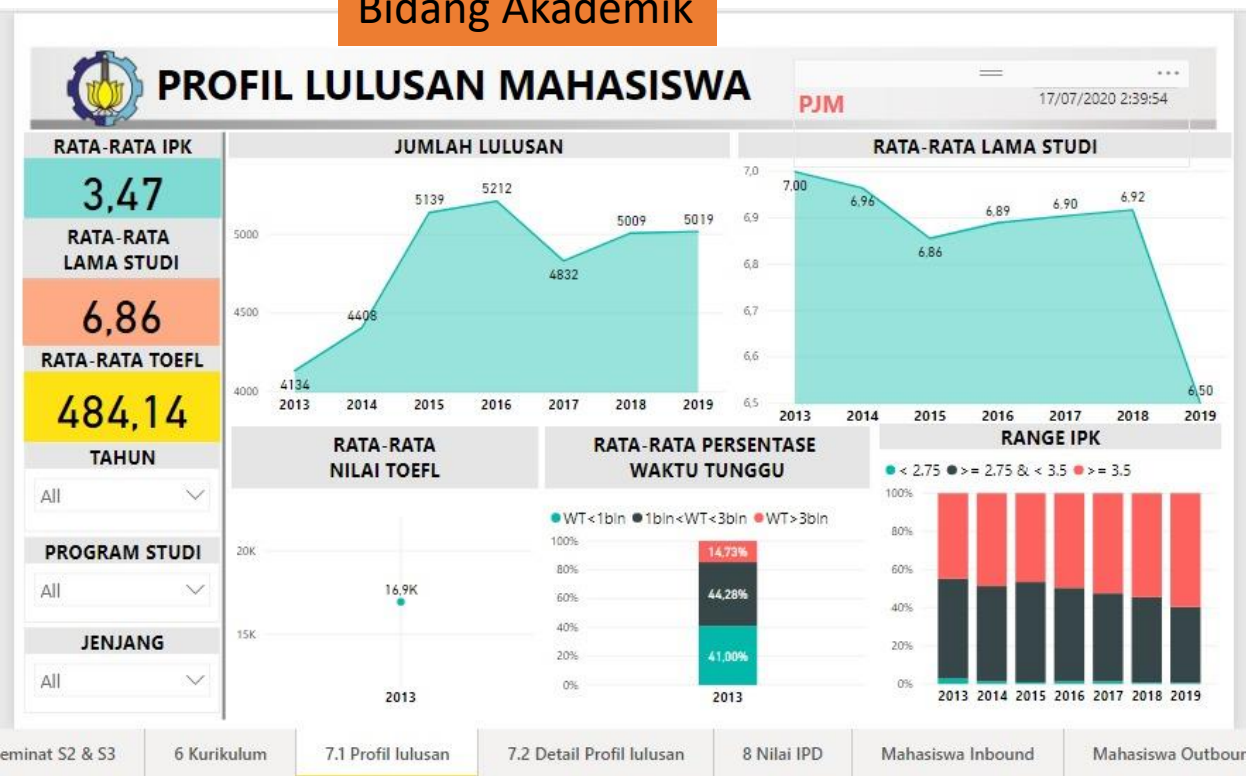 Bidang Akademik
PROFIL LULUSAN MAHASISWA
PJM
17/07/2020 2:39:54
RATA-RATA IPK
3,47
RATA-RATA
LAMA STUDI
6,86
RATA-RATA TOEFL
484,14
TAHUN
All
PROGRAM STUDI
All
JENJANG
All
JUMLAH LULUSAN
5000
4500
4000
4134
4408
5139
5212
4832
5009
5019
2013 2014 2015 2016 2017 2018 2019
RATA-RATA LAMA STUDI
7,0
6,9
6,8
6,7
6,6
6,5
7,00
6,96
6,86
6,89
6,90
6,92
6,50
2013 2014 2015 2016 2017 2018 2019
RATA-RATA
NILAI TOEFL
20K
15K
16,9K
2013
RATA-RATA PERSENTASE
WAKTU TUNGGU
WT<1bln 1bln<WT<3bln WT>3bln
100%
80%
60%
40%
20%
0%
14,73%
44,28%
41,00%
2013
RANGE IPK
< 2.75 >= 2.75 & < 3.5 >= 3.5
100%
80%
60%
40%
20%
0%
2013 2014 2015 2016 2017 2018 2019
eminat S2 & S3 6 Kurikulum 7.1 Profil lulusan 7.2 Detail Profil lulusan 8 Nilai IPD Mahasiswa Inbound Mahasiswa Outbour